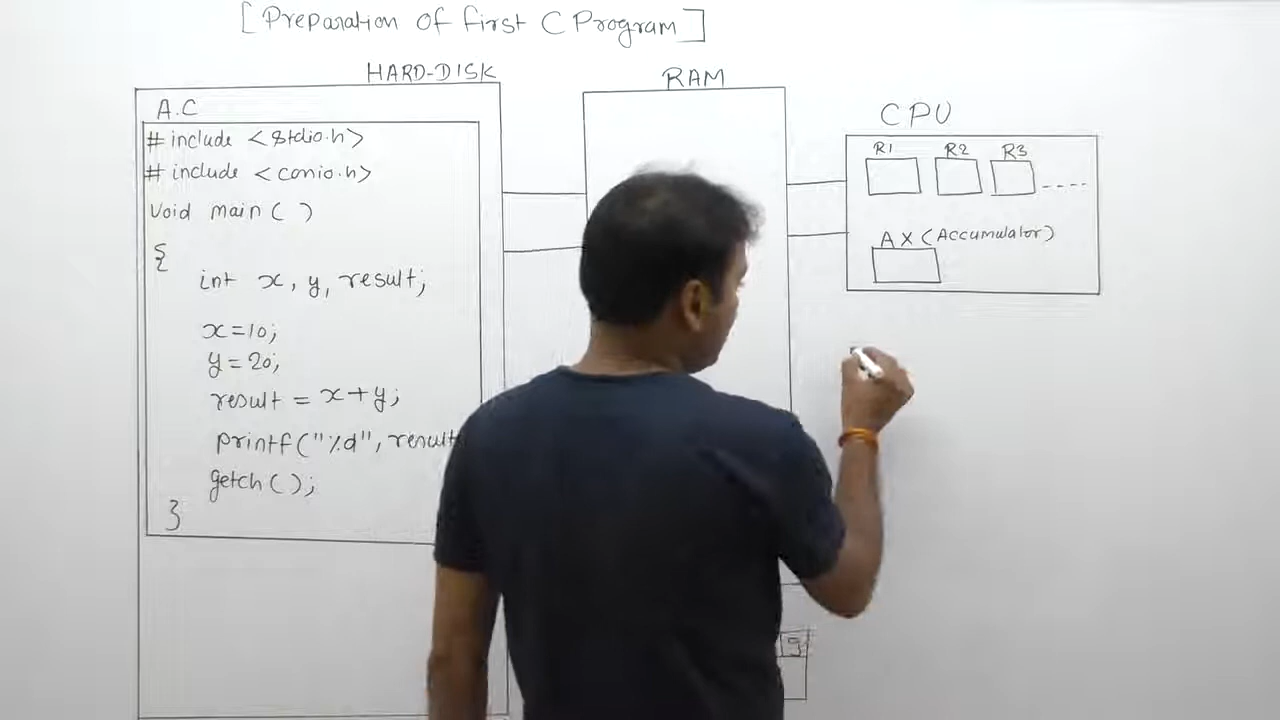 [Preparation of first C Program]
HARD-DISK
A.C
# include <stdio.h>
# include <conio.h>
Void main( )
{
int x, y, result;
x=10;
y=20;
result = x+y;
printf("%d", result
getch( );
}
RAM
CPU
R1 R2 R3 ----
AX (Accumulator)